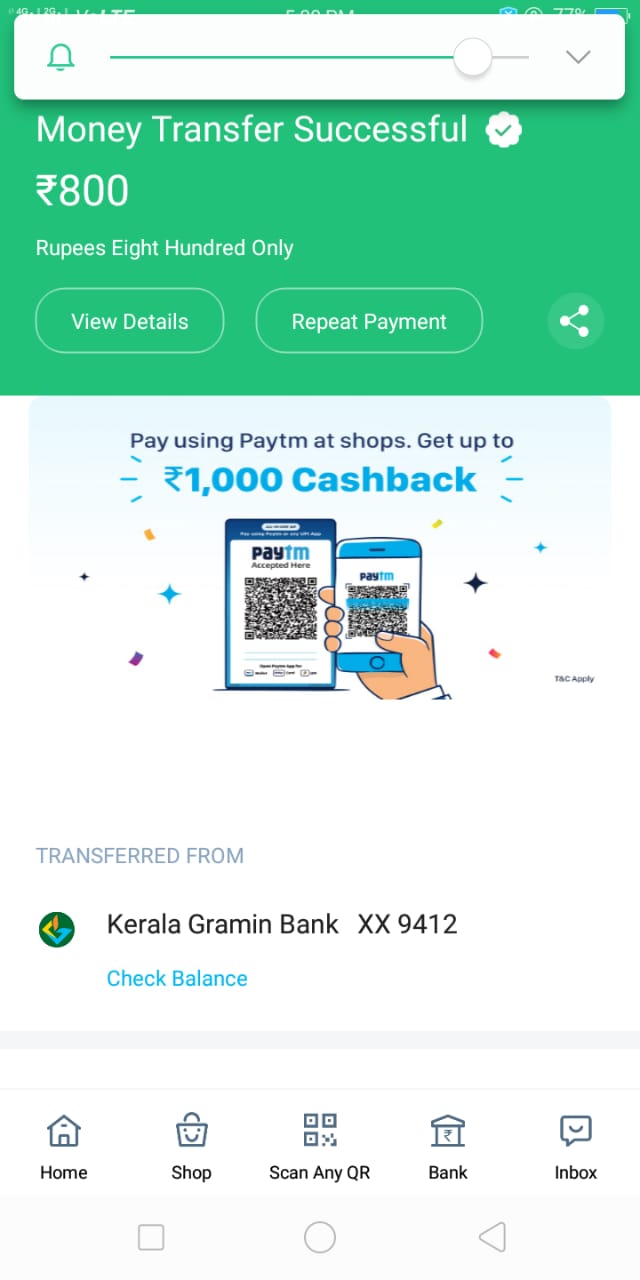 Money Transfer Successful
₹800
Rupees Eight Hundred Only
View Details
Repeat Payment
Pay using Paytm at shops. Get up to
₹1,000 Cashback
Pay using Paytm or any UPI App
paytm
Accepted Here
paytm
T&C Apply
TRANSFERRED FROM
Kerala Gramin Bank XX 9412
Check Balance
Home
Shop
Scan Any QR
Bank
Inbox